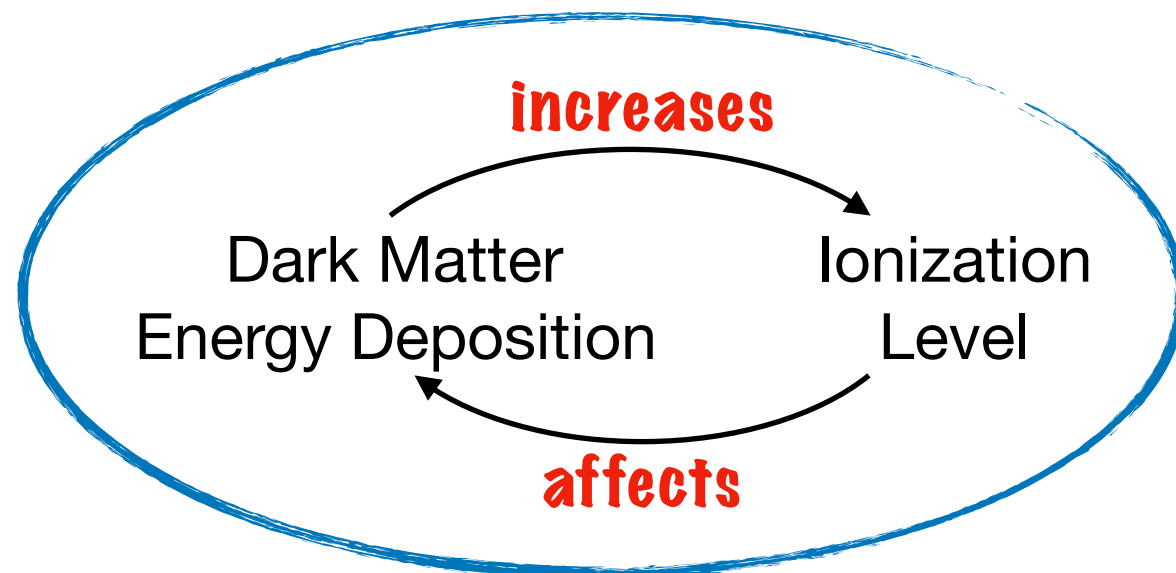 increases
Dark Matter
Energy Deposition
Ionization
Level
affects